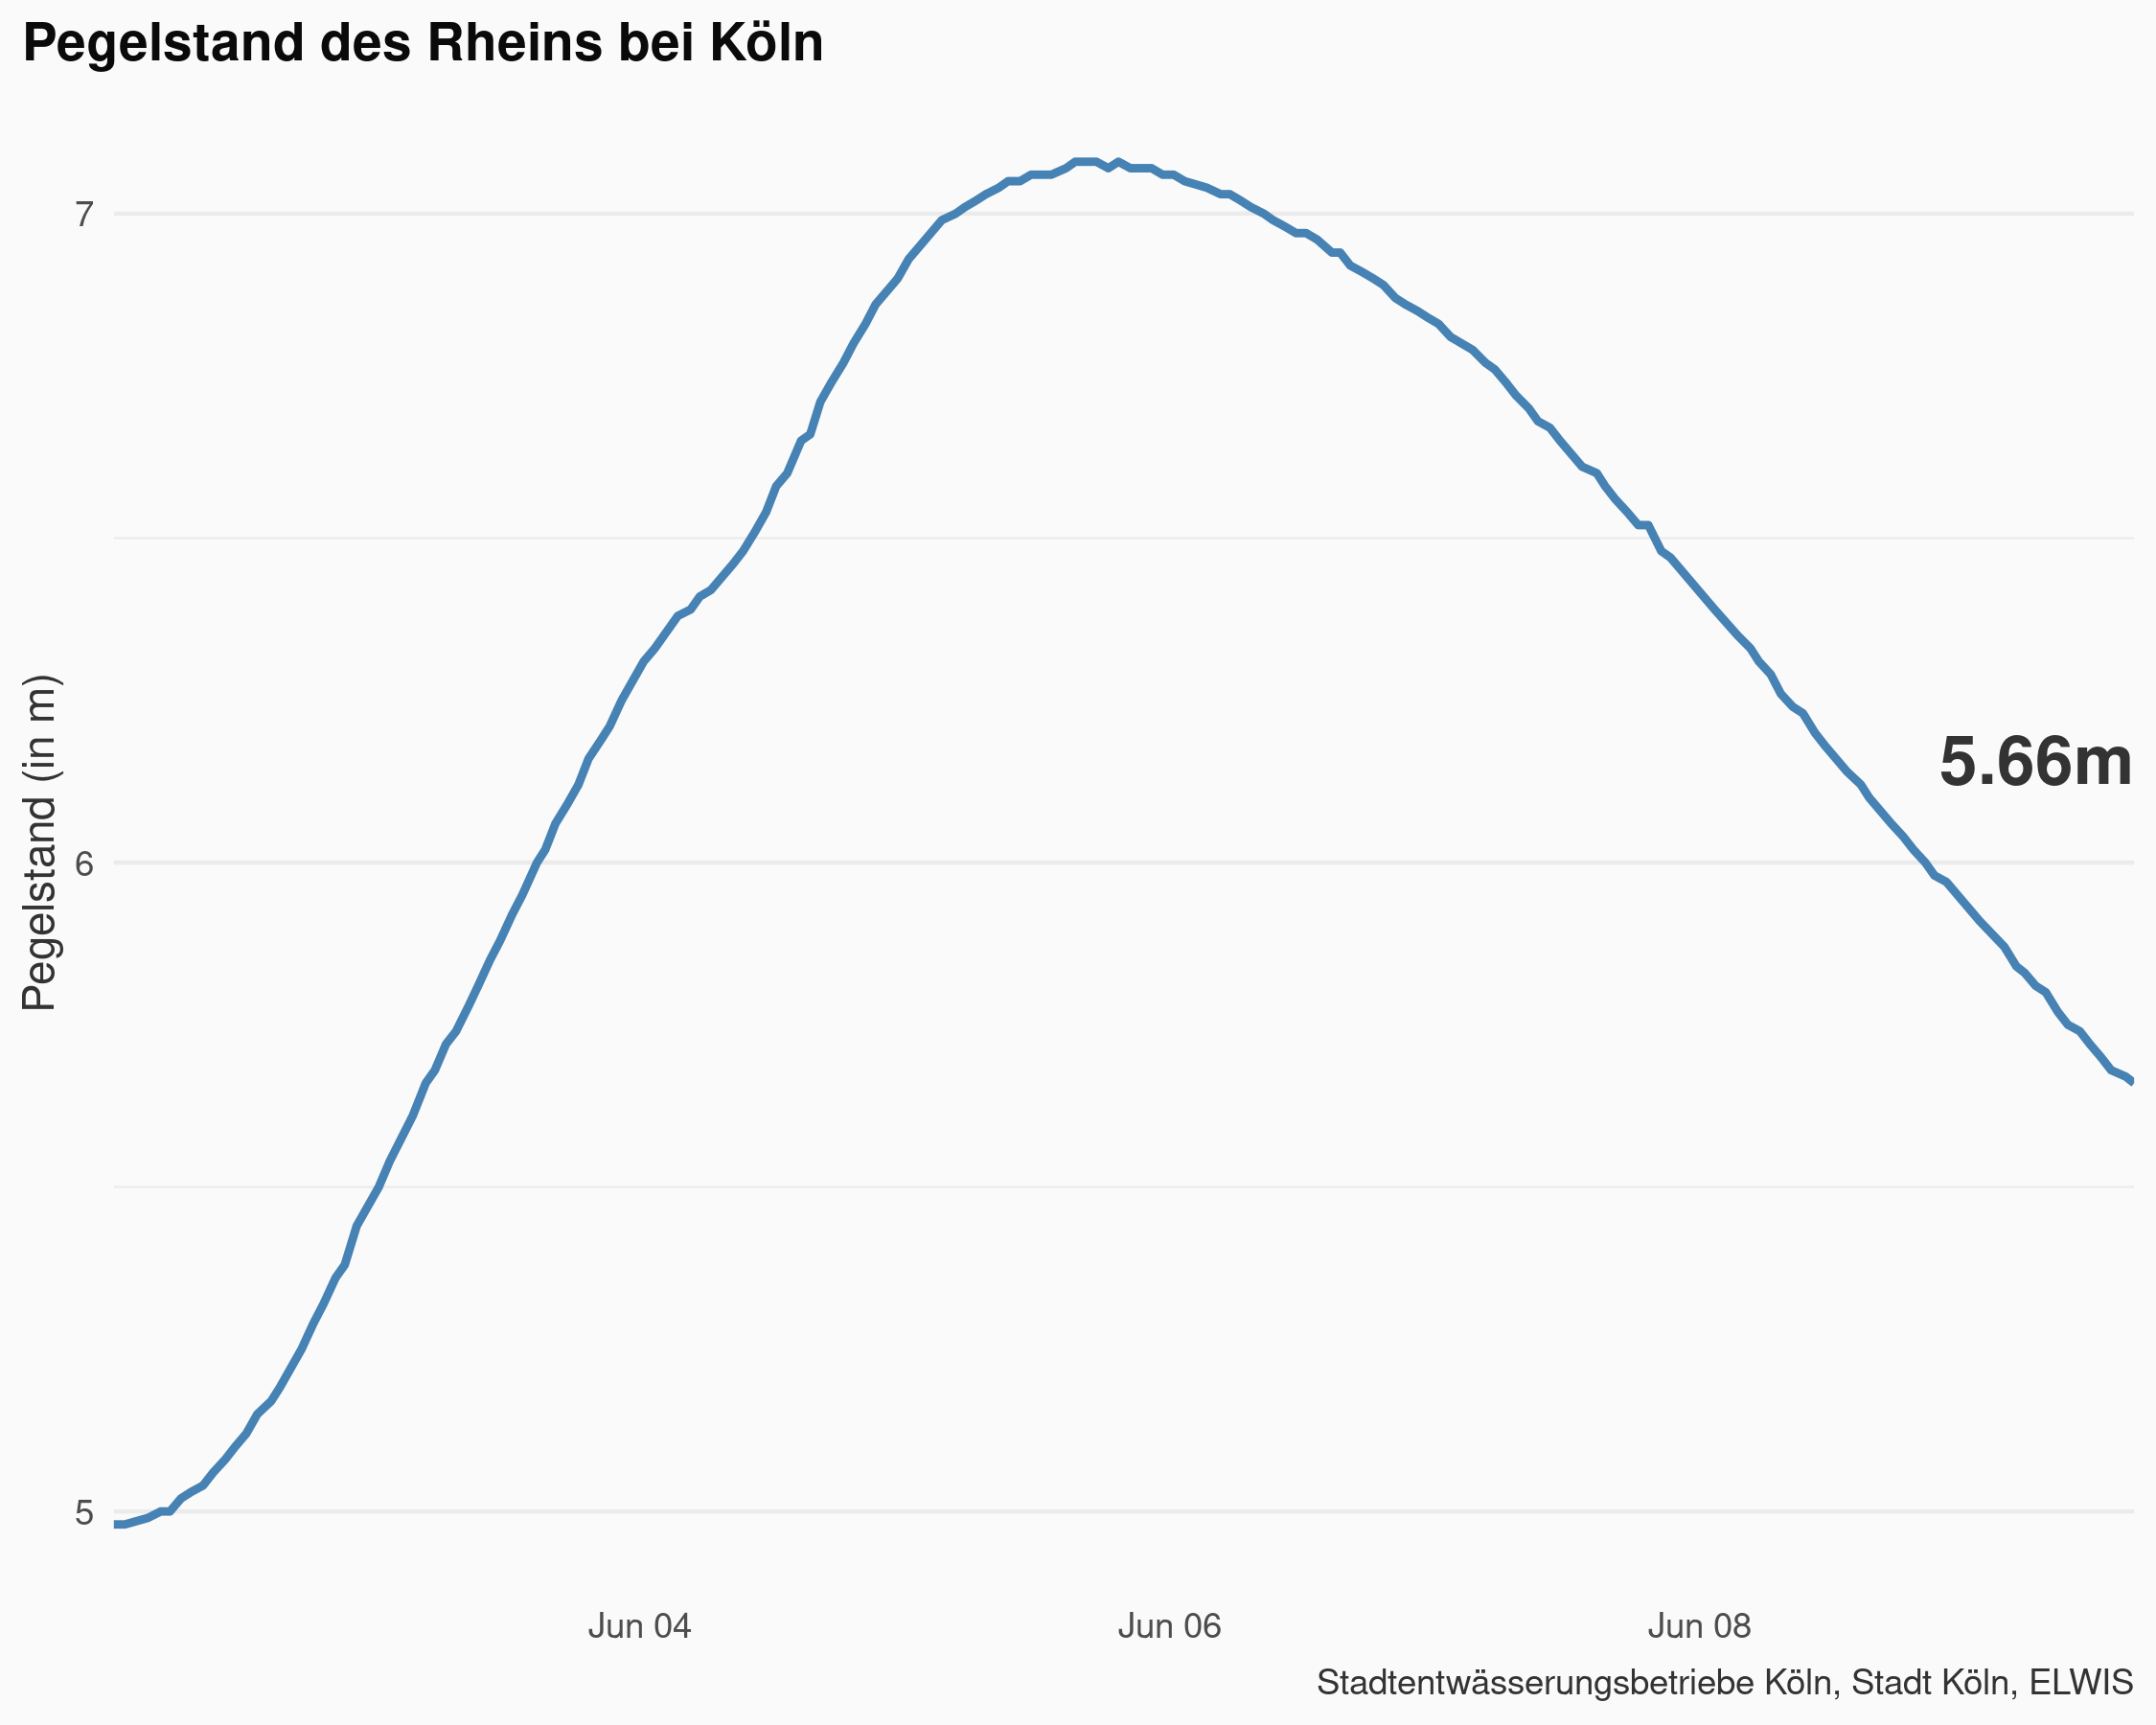 Pegelstand des Rheins bei Köln
Pegelstand (in m)
7
6
5
5.66m
Jun 04
Jun 06
Jun 08
Stadtentwässerungsbetriebe Köln, Stadt Köln, ELWIS